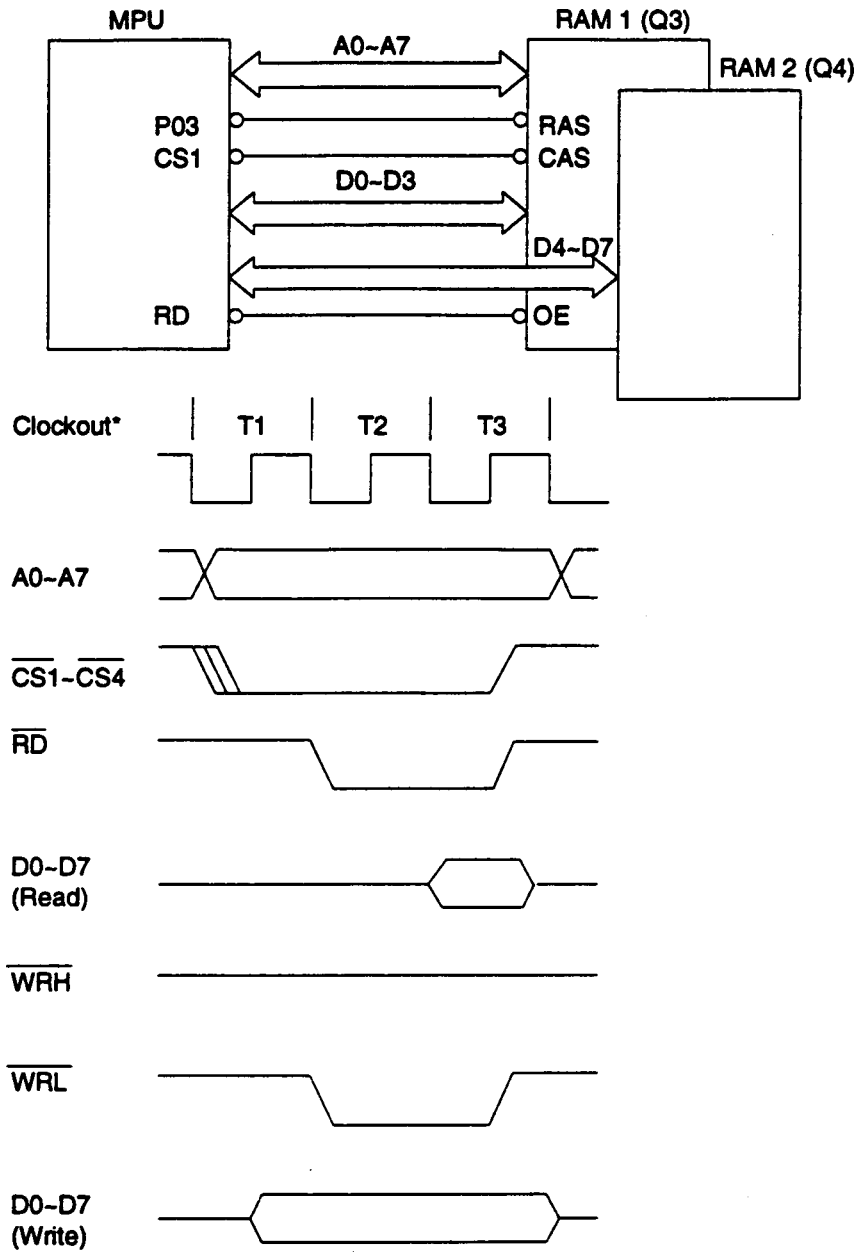 MPU
RAM 1 (Q3)
A0~A7
RAM 2 (Q4)
P03
RAS
CS1
CAS
D0~D3
D4~D7
RD
OE
Clockout*
T1
T2
T3
A0~A7
CS1~CS4
RD
D0~D7
(Read)
WRH
WRL
D0~D7
(Write)